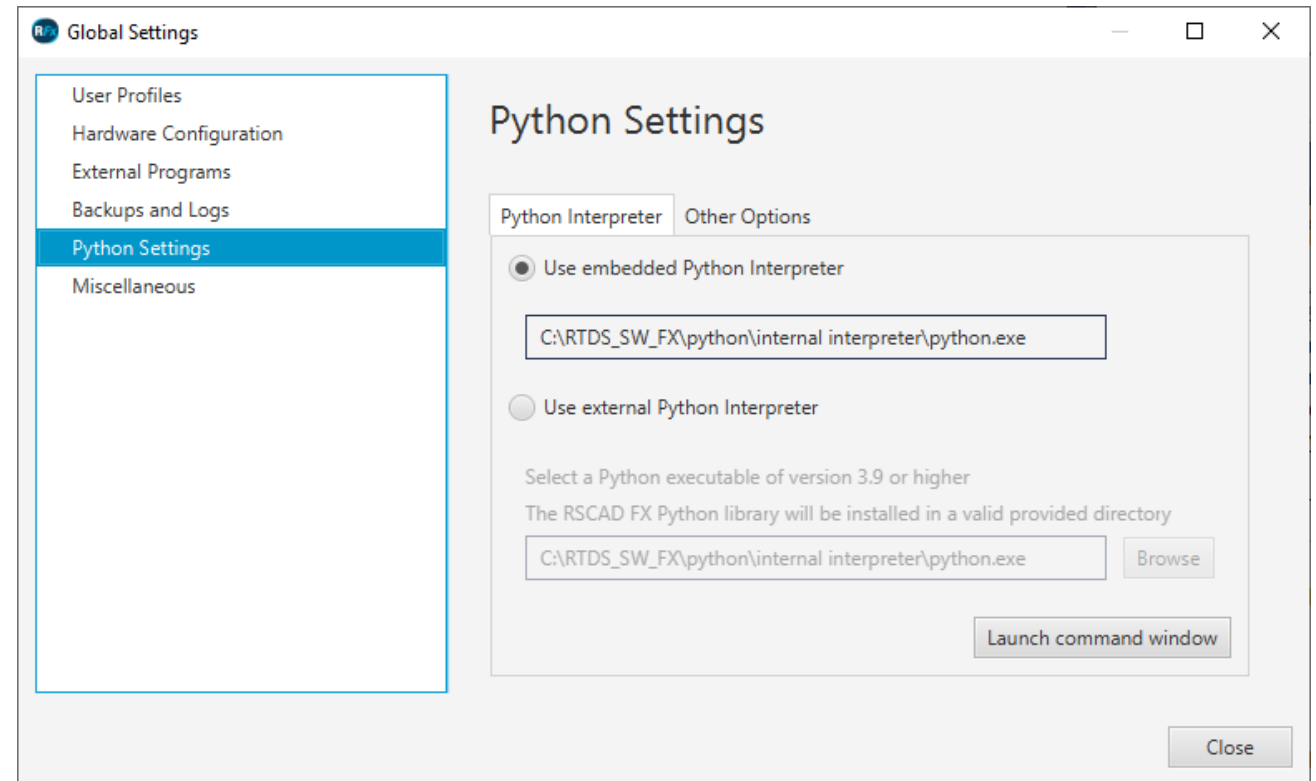 RFx Global Settings
User Profiles
Hardware Configuration
External Programs
Backups and Logs
Python Settings
Miscellaneous
Python Settings
Python Interpreter Other Options
Use embedded Python Interpreter
C:\RTDS_SW_FX\python\internal interpreter\python.exe
Use external Python Interpreter
Select a Python executable of version 3.9 or higher
The RSCAD FX Python library will be installed in a valid provided directory
C:\RTDS_SW_FX\python\internal interpreter\python.exe Browse
Launch command window
Close